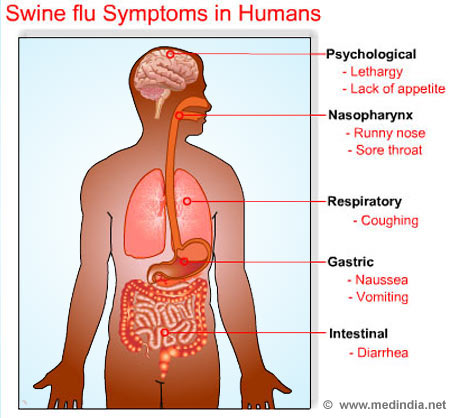 Swine flu Symptoms in Humans
Psychological
- Lethargy
- Lack of appetite
Nasopharynx
- Runny nose
- Sore throat
Respiratory
- Coughing
Gastric
- Naussea
- Vomiting
Intestinal
- Diarrhea
© www.medindia.net